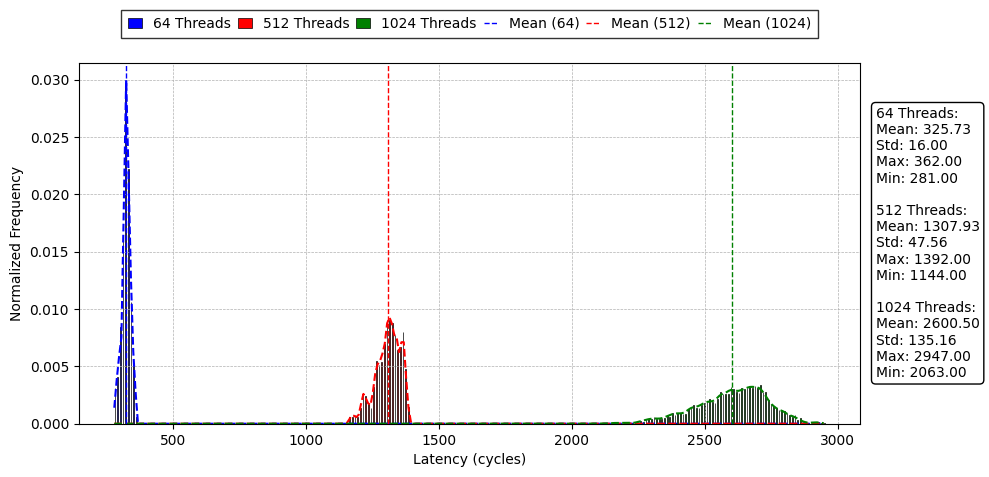 64 Threads 512 Threads 1024 Threads Mean (64) Mean (512) Mean (1024)
0.030
0.025
0.020
0.015
0.010
0.005
0.000
Normalized Frequency
500 1000 1500 2000 2500 3000
Latency (cycles)
64 Threads:
Mean: 325.73
Std: 16.00
Max: 362.00
Min: 281.00
512 Threads:
Mean: 1307.93
Std: 47.56
Max: 1392.00
Min: 1144.00
1024 Threads:
Mean: 2600.50
Std: 135.16
Max: 2947.00
Min: 2063.00